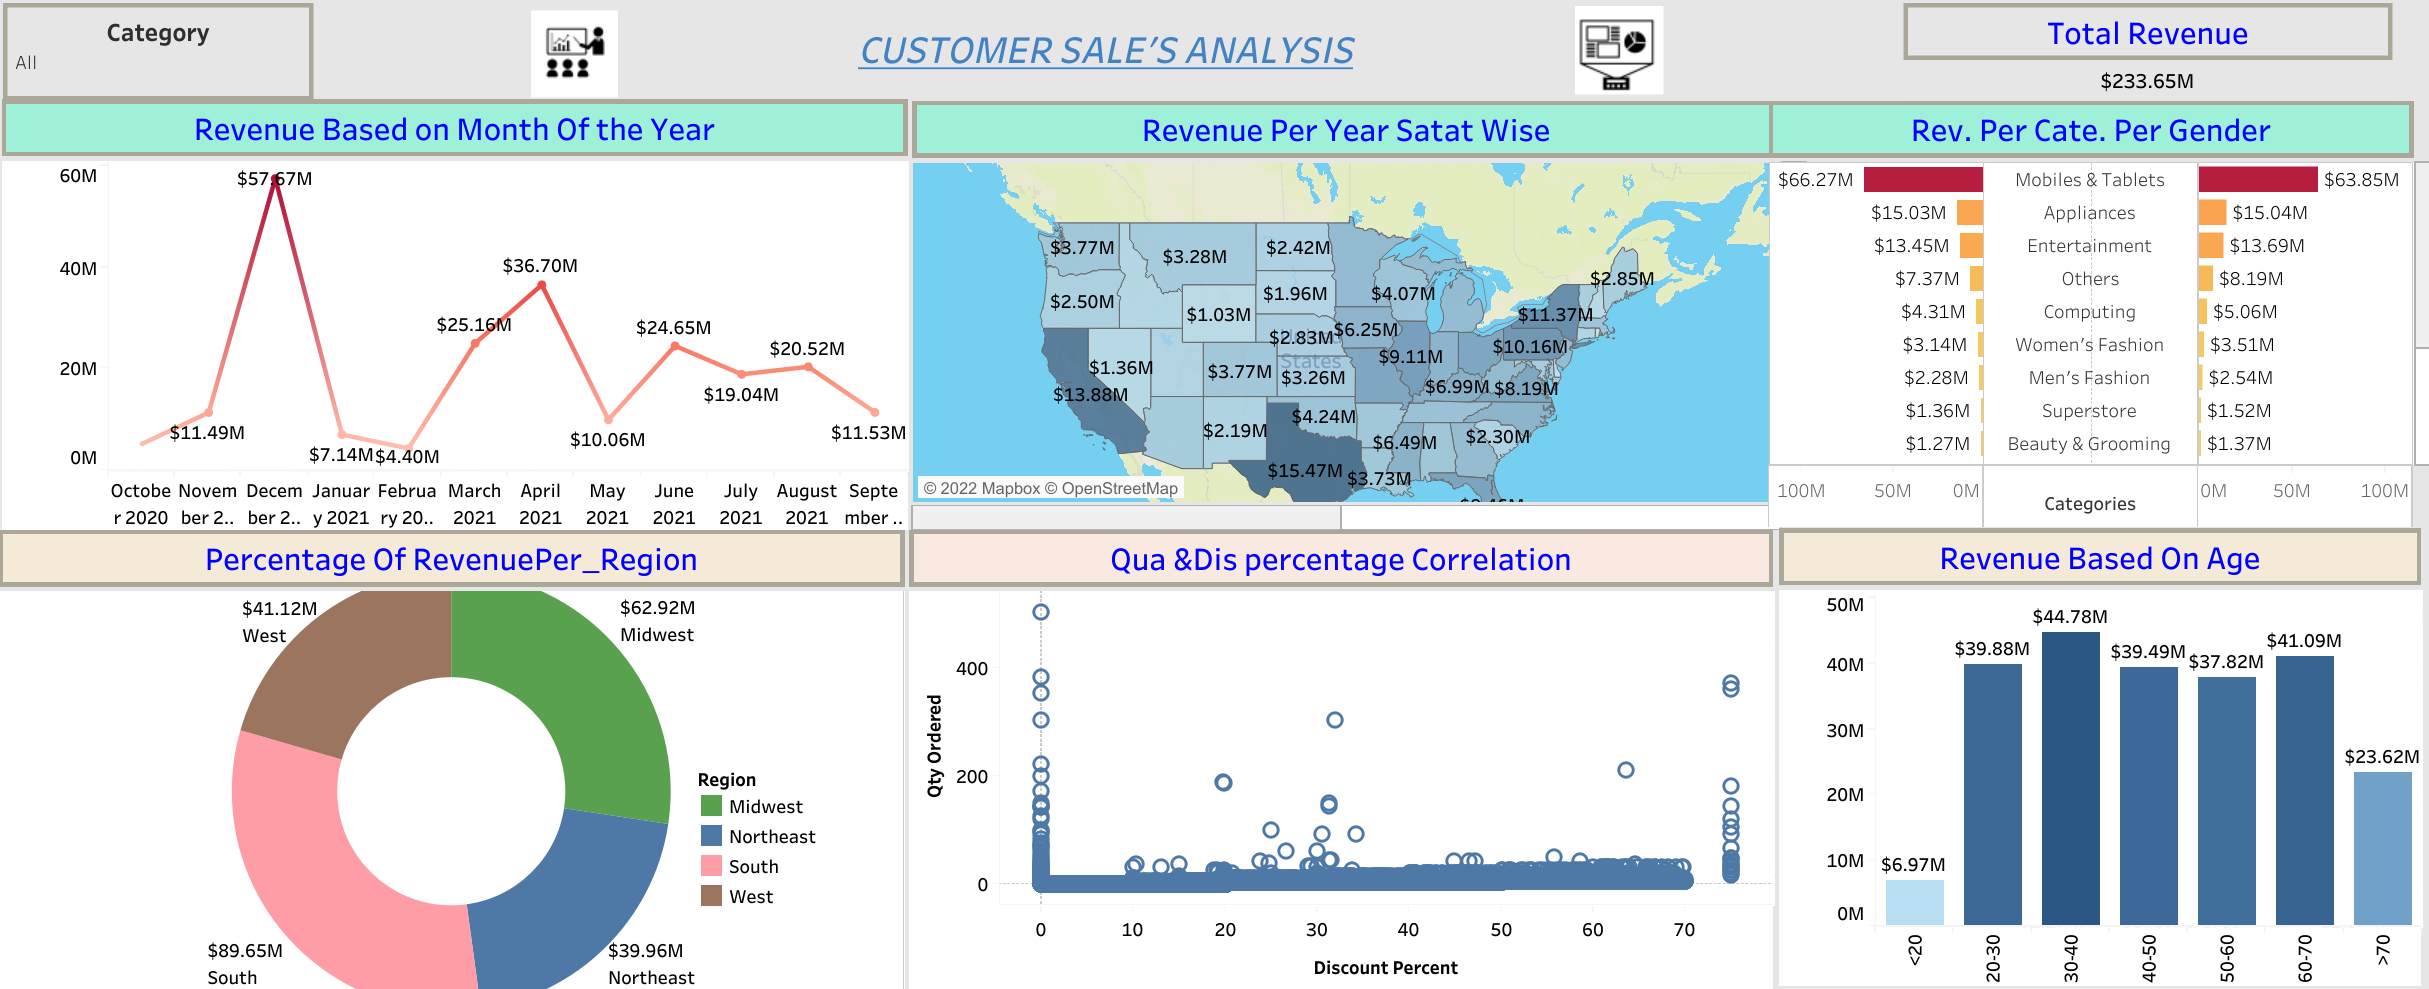 Category
All
CUSTOMER SALE'S ANALYSIS
Total Revenue
$233.65M
Revenue Based on Month Of the Year
60M
40M
20M
0M
$57.67M
$36.70M
$25.16M
$24.65M
$20.52M
$19.04M
$11.49M
$7.14M
$4.40M
$10.06M
$11.53M
Octobe
r 2020
Novem
ber 2..
Decem
ber 2..
Januar
y 2021
Februa
ry 20..
March
2021
April
2021
May
2021
June
2021
July
2021
August
2021
Septe
mber ..
Revenue Per Year Satat Wise
$3.77M
$3.28M
$2.42M
$2.85M
$2.50M
$1.96M
$4.07M
$1.03M
$11.37M
$6.25M
$2.83M
$10.16M
$9.11M
States
$1.36M
$3.77M
$3.26M
$6.99M
$8.19M
$13.88M
$4.24M
$2.19M
$6.49M
$2.30M
$15.47M
$3.73M
© 2022 Mapbox © OpenStreetMap
Rev. Per Cate. Per Gender
$66.27M Mobiles & Tablets $63.85M
$15.03M Appliances $15.04M
$13.45M Entertainment $13.69M
$7.37M Others $8.19M
$4.31M Computing $5.06M
$3.14M Women's Fashion $3.51M
$2.28M Men's Fashion $2.54M
$1.36M Superstore $1.52M
$1.27M Beauty & Grooming $1.37M
100M 50M 0M Categories 0M 50M 100M
Percentage Of RevenuePer_Region
$41.12M
West
$62.92M
Midwest
$89.65M
South
$39.96M
Northeast
Region
Midwest
Northeast
South
West
Qua &Dis percentage Correlation
Qty Ordered
400
200
0
0 10 20 30 40 50 60 70
Discount Percent
Revenue Based On Age
50M
40M
30M
20M
10M
0M
$6.97M
$39.88M
$44.78M
$39.49M
$37.82M
$41.09M
$23.62M
<20
20-30
30-40
40-50
50-60
60-70
>70